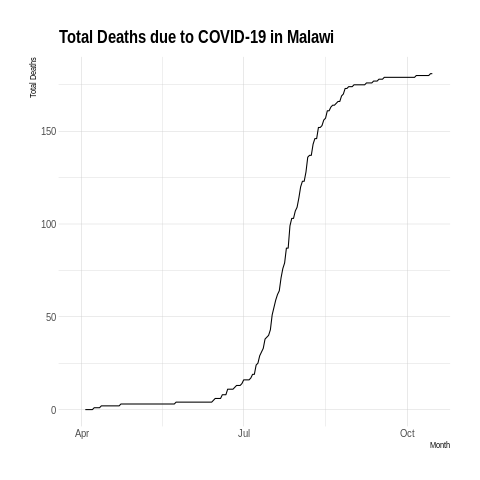 Total Deaths due to COVID-19 in Malawi
Total Deaths
150
100
50
0
Apr Jul Oct
Month